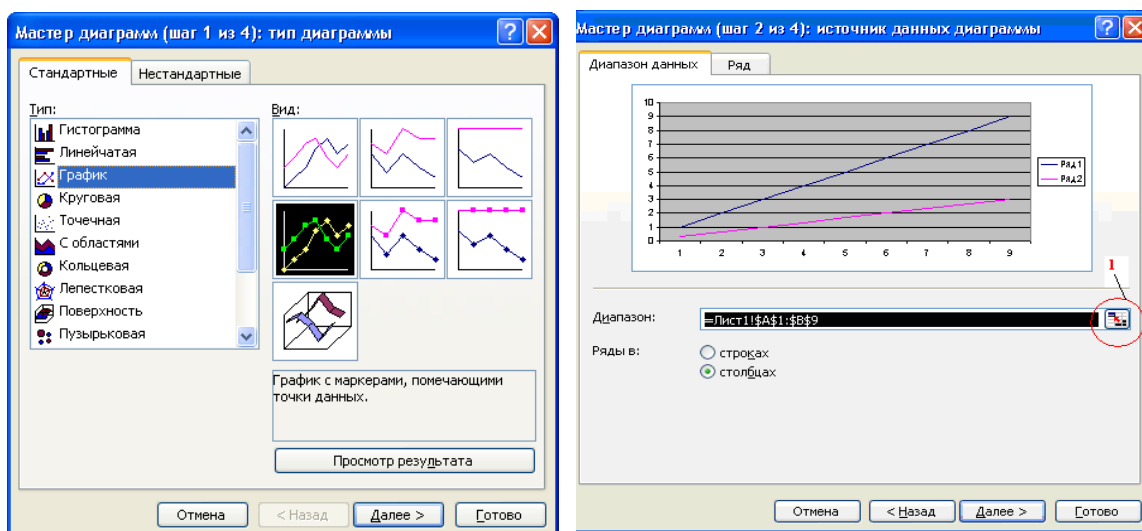 Мастер диаграмм (шаг 1 из 4): тип диаграммы
Стандартные
Нестандартные
Тип:
Гистограмма
Линейчатая
График
Круговая
Точечная
С областями
Кольцевая
Лепестковая
Поверхность
Пузырьковая
Вид:
График с маркерами, помечающими
точки данных.
Просмотр результата
Отмена
< Назад
Далее >
Готово
Мастер диаграмм (шаг 2 из 4): источник данных диаграммы
Диапазон данных
Ряд
10
9
8
7
6
5
4
3
2
1
0
1 2 3 4 5 6 7 8 9
Ряд1
Ряд2
1
Диапазон:
=Лист1!$A$1:$B$9
Ряды в:
строках
столбцах
Отмена
< Назад
Далее >
Готово